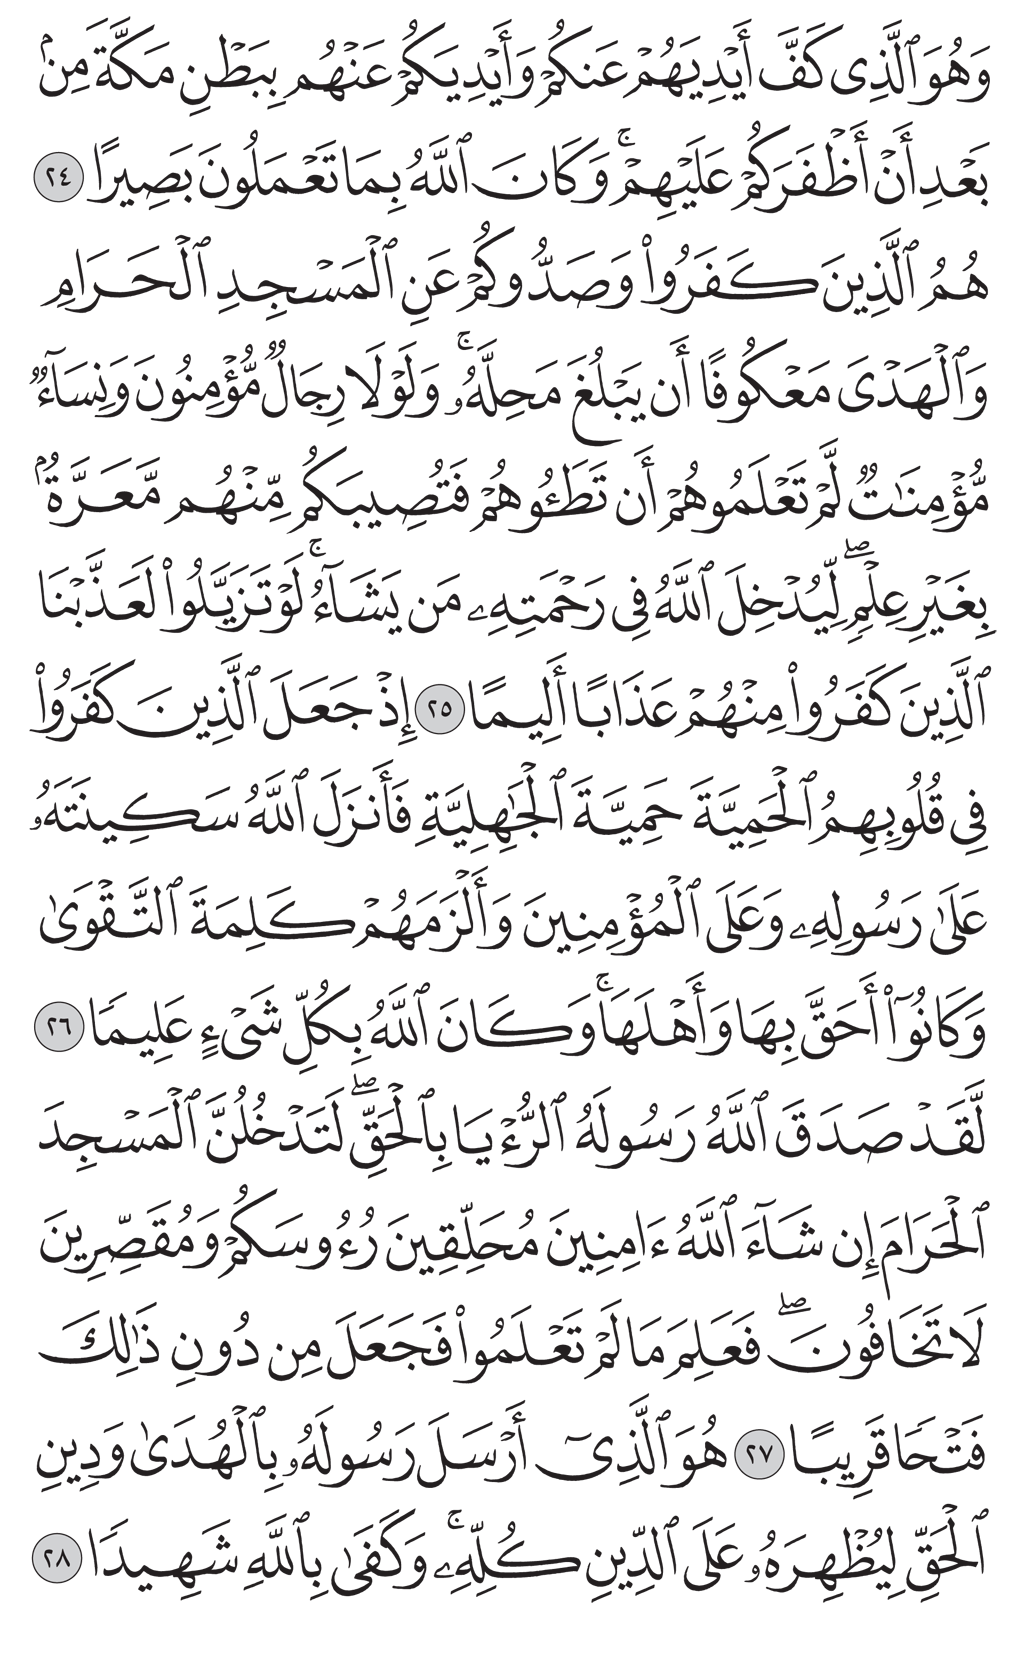 وَهُوَ ٱلَّذِى كَفَّ أَيْدِيَهُمْ عَنكُمْ وَأَيْدِيَكُمْ عَنْهُم بِبَطْنِ مَكَّةَ مِنۢ
بَعْدِ أَنْ أَظْفَرَكُمْ عَلَيْهِمْ ۚ وَكَانَ ٱللَّهُ بِمَا تَعْمَلُونَ بَصِيرًا ٢٤
هُمُ ٱلَّذِينَ كَفَرُوا۟ وَصَدُّوكُمْ عَنِ ٱلْمَسْجِدِ ٱلْحَرَامِ
وَٱلْهَدْىَ مَعْكُوفًا أَن يَبْلُغَ مَحِلَّهُۥ ۚ وَلَوْلَا رِجَالٌ مُّؤْمِنُونَ وَنِسَآءٌ
مُّؤْمِنَـٰتٌ لَّمْ تَعْلَمُوهُمْ أَن تَطَـُٔوهُمْ فَتُصِيبَكُم مِّنْهُم مَّعَرَّةٌۢ
بِغَيْرِ عِلْمٍ ۖ لِّيُدْخِلَ ٱللَّهُ فِى رَحْمَتِهِۦ مَن يَشَآءُ ۚ لَوْ تَزَيَّلُوا۟ لَعَذَّبْنَا
ٱلَّذِينَ كَفَرُوا۟ مِنْهُمْ عَذَابًا أَلِيمًا ٢٥ إِذْ جَعَلَ ٱلَّذِينَ كَفَرُوا۟
فِى قُلُوبِهِمُ ٱلْحَمِيَّةَ حَمِيَّةَ ٱلْجَـٰهِلِيَّةِ فَأَنزَلَ ٱللَّهُ سَكِينَتَهُۥ
عَلَىٰ رَسُولِهِۦ وَعَلَى ٱلْمُؤْمِنِينَ وَأَلْزَمَهُمْ كَلِمَةَ ٱلتَّقْوَىٰ
وَكَانُوٓا۟ أَحَقَّ بِهَا وَأَهْلَهَا ۚ وَكَانَ ٱللَّهُ بِكُلِّ شَىْءٍ عَلِيمًا ٢٦
لَّقَدْ صَدَقَ ٱللَّهُ رَسُولَهُ ٱلرُّءْيَا بِٱلْحَقِّ ۖ لَتَدْخُلُنَّ ٱلْمَسْجِدَ
ٱلْحَرَامَ إِن شَآءَ ٱللَّهُ ءَامِنِينَ مُحَلِّقِينَ رُءُوسَكُمْ وَمُقَصِّرِينَ
لَا تَخَافُونَ ۖ فَعَلِمَ مَا لَمْ تَعْلَمُوا۟ فَجَعَلَ مِن دُونِ ذَٰلِكَ
فَتْحًا قَرِيبًا ٢٧ هُوَ ٱلَّذِىٓ أَرْسَلَ رَسُولَهُۥ بِٱلْهُدَىٰ وَدِينِ
ٱلْحَقِّ لِيُظْهِرَهُۥ عَلَى ٱلدِّينِ كُلِّهِۦ ۚ وَكَفَىٰ بِٱللَّهِ شَهِيدًا ٢٨